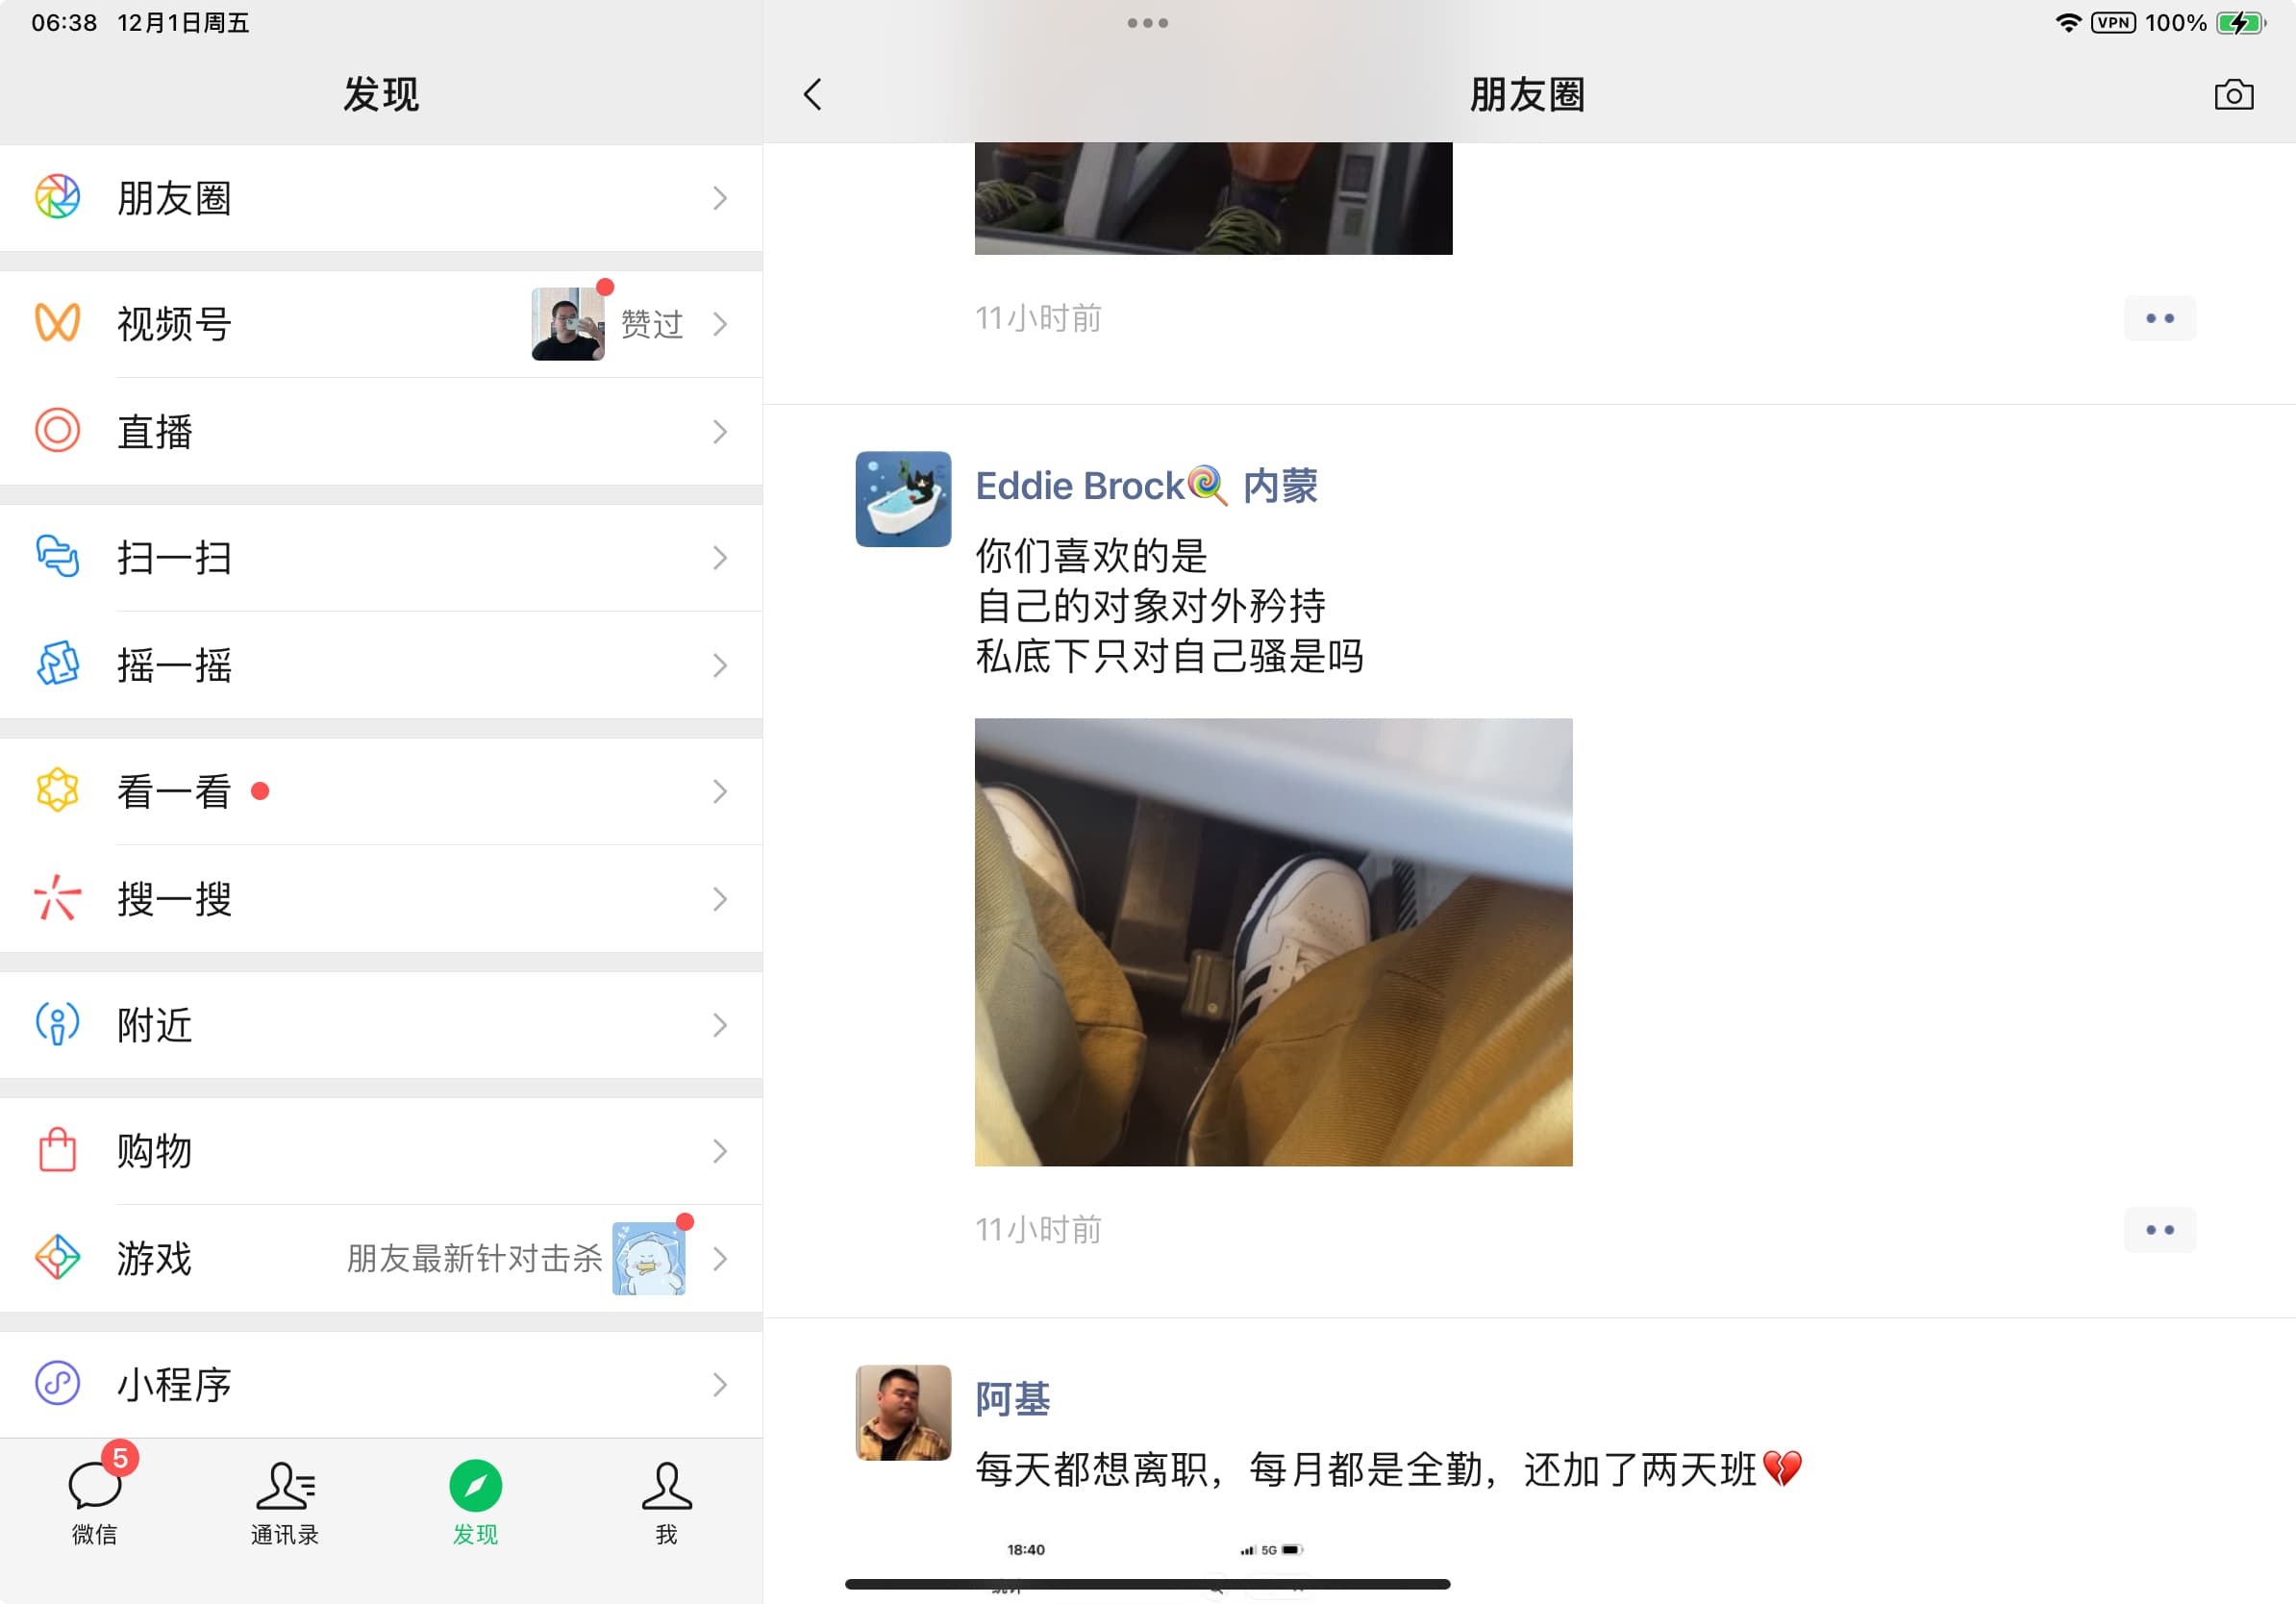 06:38 12月1日周五
VPN 100%
发现
朋友圈
朋友圈
视频号 赞过
直播
扫一扫
摇一摇
看一看
搜一搜
附近
购物
游戏 朋友最新针对击杀
小程序
5
微信 通讯录 发现 我
11小时前
Eddie Brock🍭 内蒙
你们喜欢的是
自己的对象对外矜持
私底下只对自己骚是吗
11小时前
阿基
每天都想离职，每月都是全勤，还加了两天班💔
18:40 5G